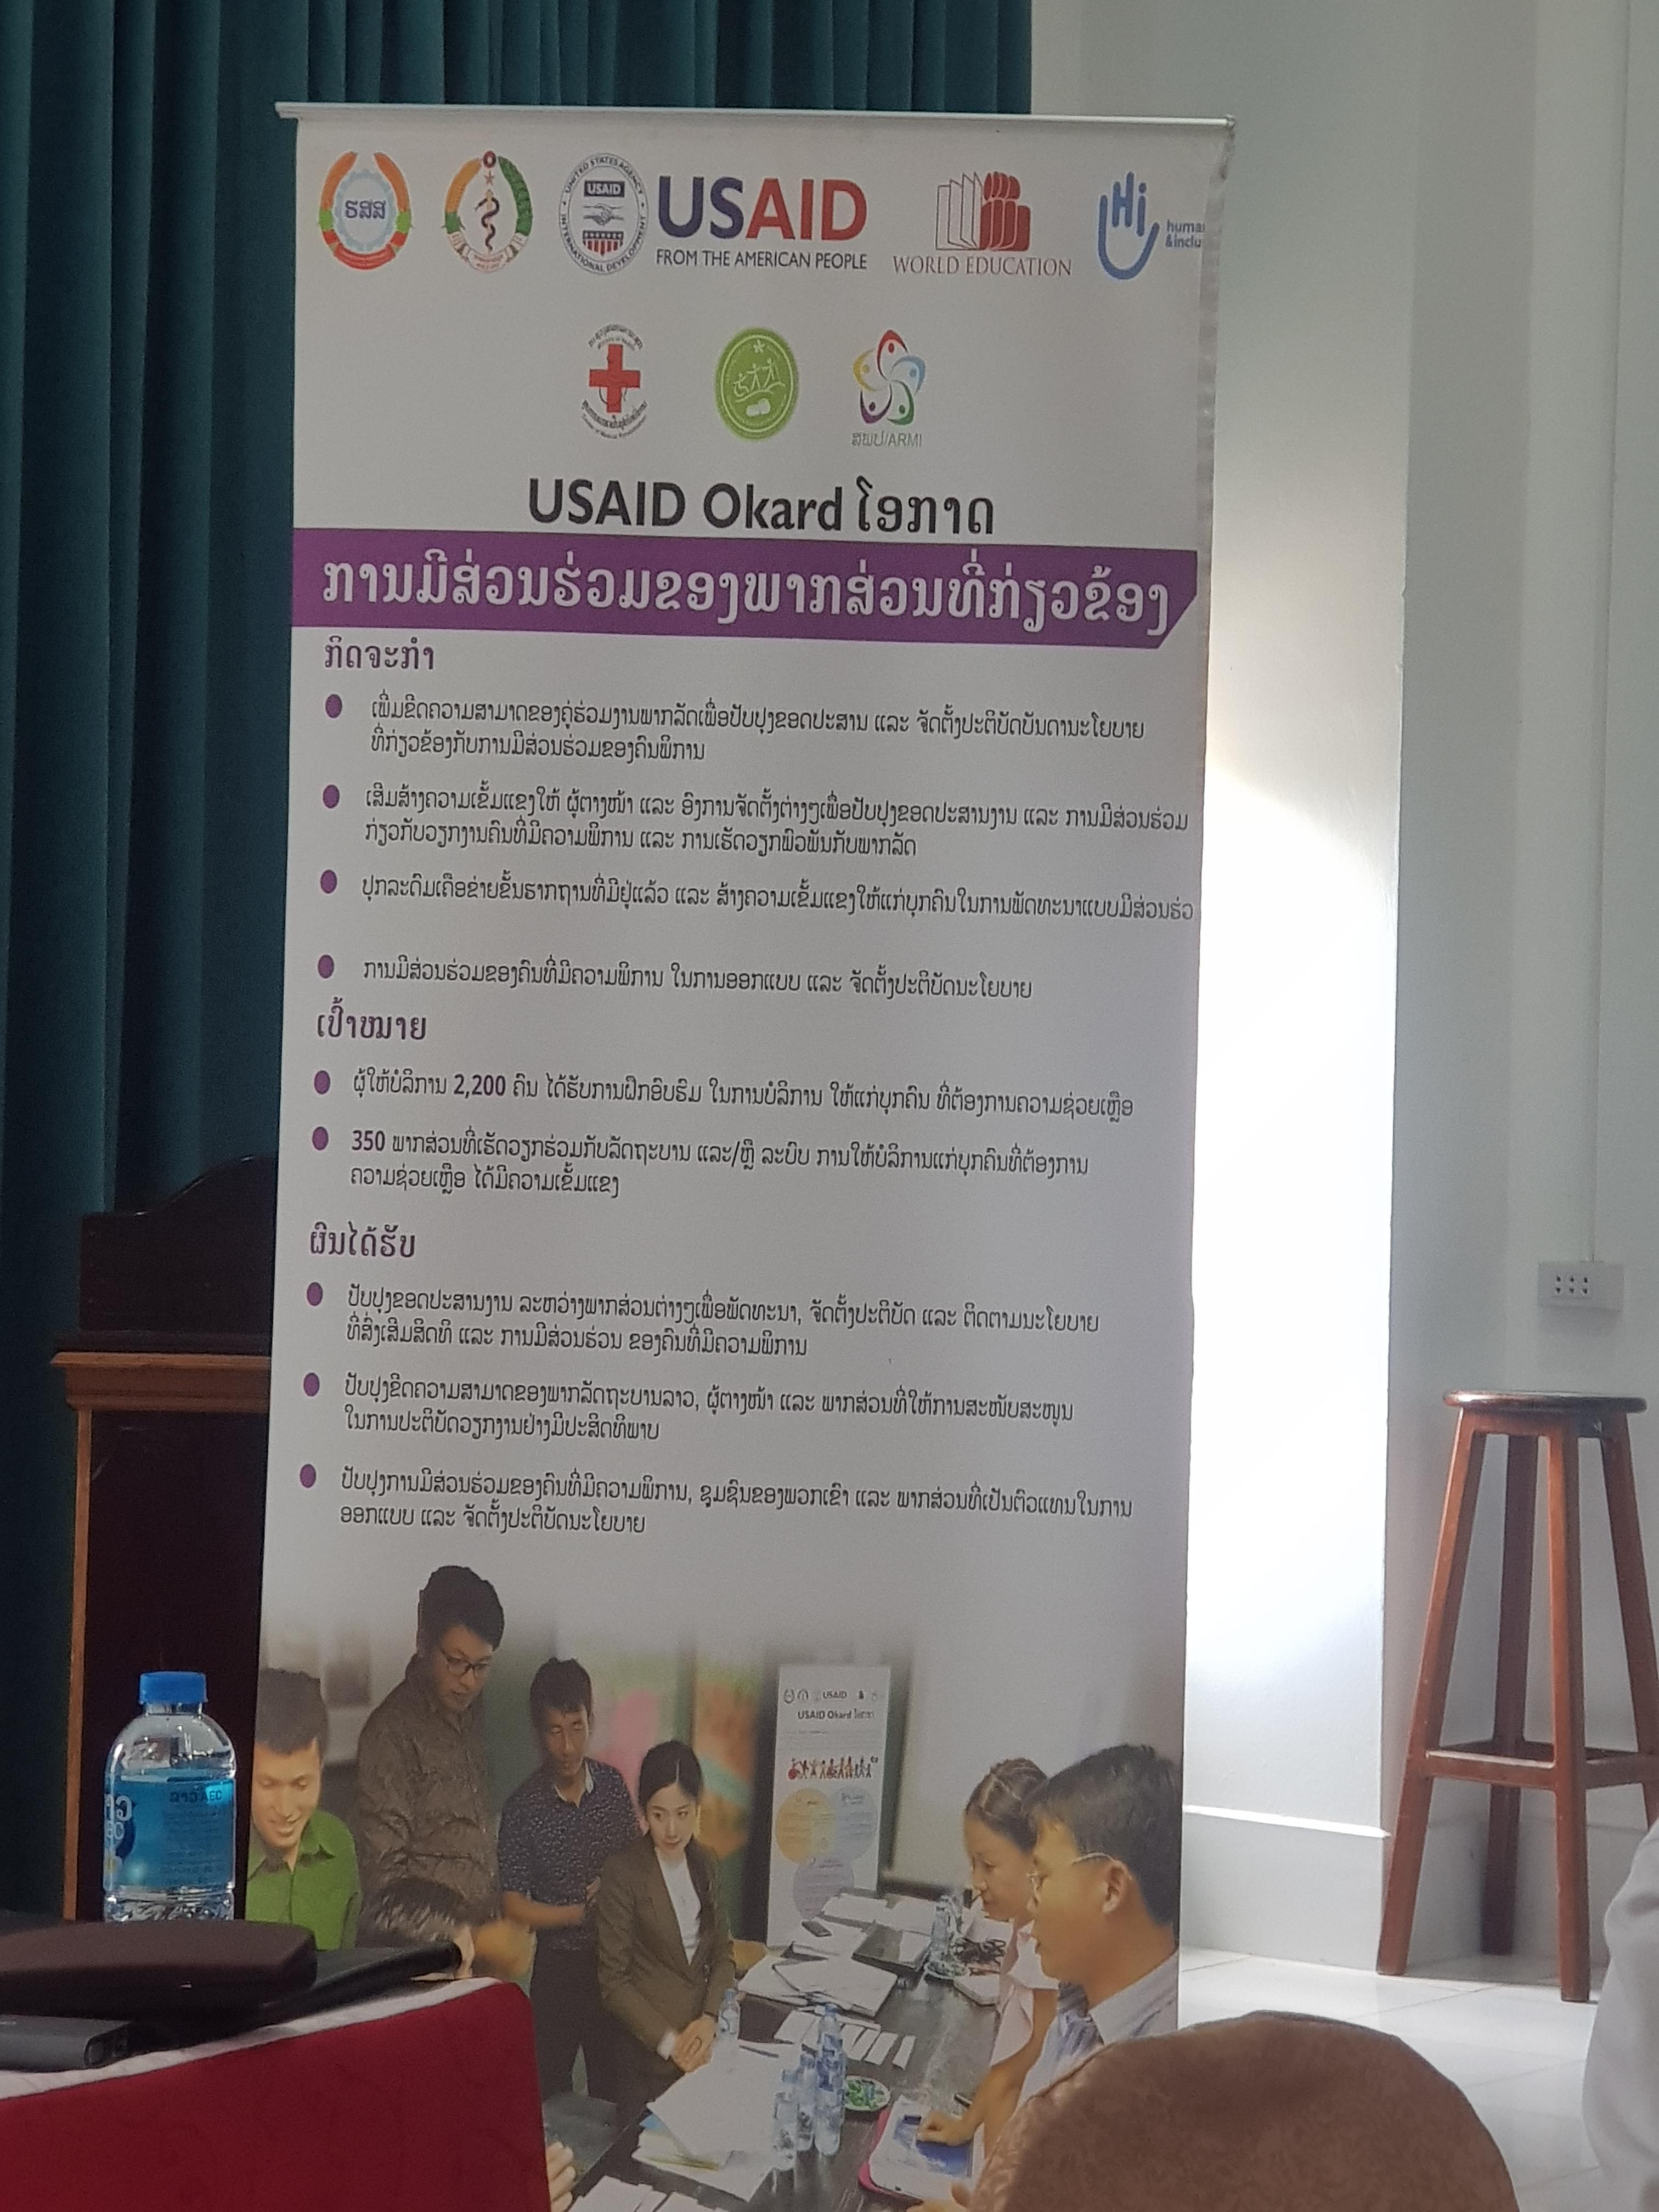 ຮສສ
UNITED STATES AGENCY
USAID
INTERNATIONAL DEVELOPMENT
USAID
FROM THE AMERICAN PEOPLE
WORLD EDUCATION
Hi
huma
&inclu
ສພປ/ARMI
USAID Okard ໂອກາດ
ການມີສ່ວນຮ່ວມຂອງພາກສ່ວນທີ່ກ່ຽວຂ້ອງ
ກິດຈະກຳ
ເພີ່ມຂີດຄວາມສາມາດຂອງຄູ່ຮ່ວມງານພາກລັດເພື່ອປັບປຸງຂອດປະສານ ແລະ ຈັດຕັ້ງປະຕິບັດບັນດານະໂຍບາຍ
ທີ່ກ່ຽວຂ້ອງກັບການມີສ່ວນຮ່ວມຂອງຄົນພິການ
ເສີມສ້າງຄວາມເຂັ້ມແຂງໃຫ້ ຜູ້ຕາງໜ້າ ແລະ ອົງການຈັດຕັ້ງຕ່າງໆເພື່ອປັບປຸງຂອດປະສານງານ ແລະ ການມີສ່ວນຮ່ວມ
ກ່ຽວກັບວຽກງານຄົນທີ່ມີຄວາມພິການ ແລະ ການເຮັດວຽກພົວພັນກັບພາກລັດ
ປຸກລະດົມເຄືອຂ່າຍຂັ້ນຮາກຖານທີ່ມີຢູ່ແລ້ວ ແລະ ສ້າງຄວາມເຂັ້ມແຂງໃຫ້ແກ່ບຸກຄົນໃນການພັດທະນາແບບມີສ່ວນຮ່ວ
ການມີສ່ວນຮ່ວມຂອງຄົນທີ່ມີຄວາມພິການ ໃນການອອກແບບ ແລະ ຈັດຕັ້ງປະຕິບັດນະໂຍບາຍ
ເປົ້າໝາຍ
ຜູ້ໃຫ້ບໍລິການ 2,200 ຄົນ ໄດ້ຮັບການຝຶກອົບຮົມ ໃນການບໍລິການ ໃຫ້ແກ່ບຸກຄົນ ທີ່ຕ້ອງການຄວາມຊ່ວຍເຫຼືອ
350 ພາກສ່ວນທີ່ເຮັດວຽກຮ່ວມກັບລັດຖະບານ ແລະ/ຫຼື ລະບົບ ການໃຫ້ບໍລິການແກ່ບຸກຄົນທີ່ຕ້ອງການ
ຄວາມຊ່ວຍເຫຼືອ ໄດ້ມີຄວາມເຂັ້ມແຂງ
ຜົນໄດ້ຮັບ
ປັບປຸງຂອດປະສານງານ ລະຫວ່າງພາກສ່ວນຕ່າງໆເພື່ອພັດທະນາ, ຈັດຕັ້ງປະຕິບັດ ແລະ ຕິດຕາມນະໂຍບາຍ
ທີ່ສົ່ງເສີມສິດທິ ແລະ ການມີສ່ວນຮ່ວນ ຂອງຄົນທີ່ມີຄວາມພິການ
ປັບປຸງຂີດຄວາມສາມາດຂອງພາກລັດຖະບານລາວ, ຜູ້ຕາງໜ້າ ແລະ ພາກສ່ວນທີ່ໃຫ້ການສະໜັບສະໜູນ
ໃນການປະຕິບັດວຽກງານຢ່າງມີປະສິດທິພາບ
ປັບປຸງການມີສ່ວນຮ່ວມຂອງຄົນທີ່ມີຄວາມພິການ, ຊຸມຊົນຂອງພວກເຂົາ ແລະ ພາກສ່ວນທີ່ເປັນຕົວແທນໃນການ
ອອກແບບ ແລະ ຈັດຕັ້ງປະຕິບັດນະໂຍບາຍ
USAID
USAID Okard ໂອກາດ
ລາວ AEC